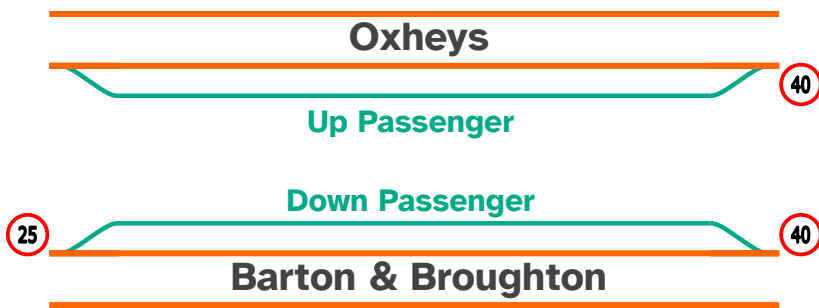 Oxheys
40
Up Passenger
Down Passenger
25
40
Barton & Broughton